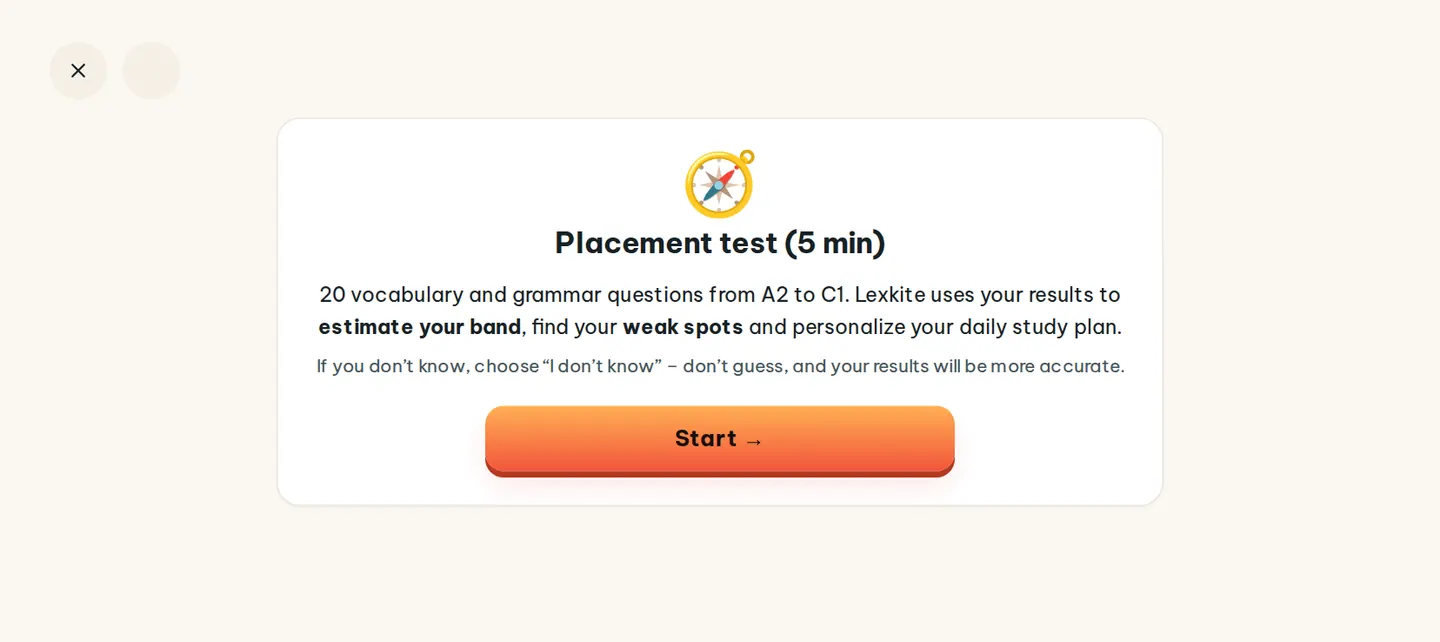 Placement test (5 min)
20 vocabulary and grammar questions from A2 to C1. Lexkite uses your results to
estimate your band, find your weak spots and personalize your daily study plan.
If you don’t know, choose “I don’t know” – don’t guess, and your results will be more accurate.
Start →